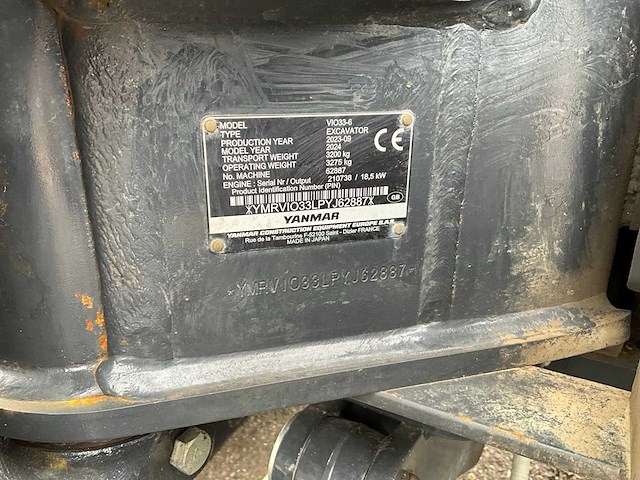 MODEL VIO33-6
TYPE EXCAVATOR
PRODUCTION YEAR 2023-09
MODEL YEAR 2024
TRANSPORT WEIGHT 3200 kg
OPERATING WEIGHT 3275 kg
No. MACHINE 62887
ENGINE : Serial Nr / Output 210738 / 18,5 kW
Product Identification Number (PIN)
CE
XYMRVIO33LPYJ62887X
GB
YANMAR
YANMAR CONSTRUCTION EQUIPMENT EUROPE S.A.S.
Rue de la Tambourine F-52100 Saint - Dizier FRANCE
MADE IN JAPAN
*YMRVIO33LPYJ62887*